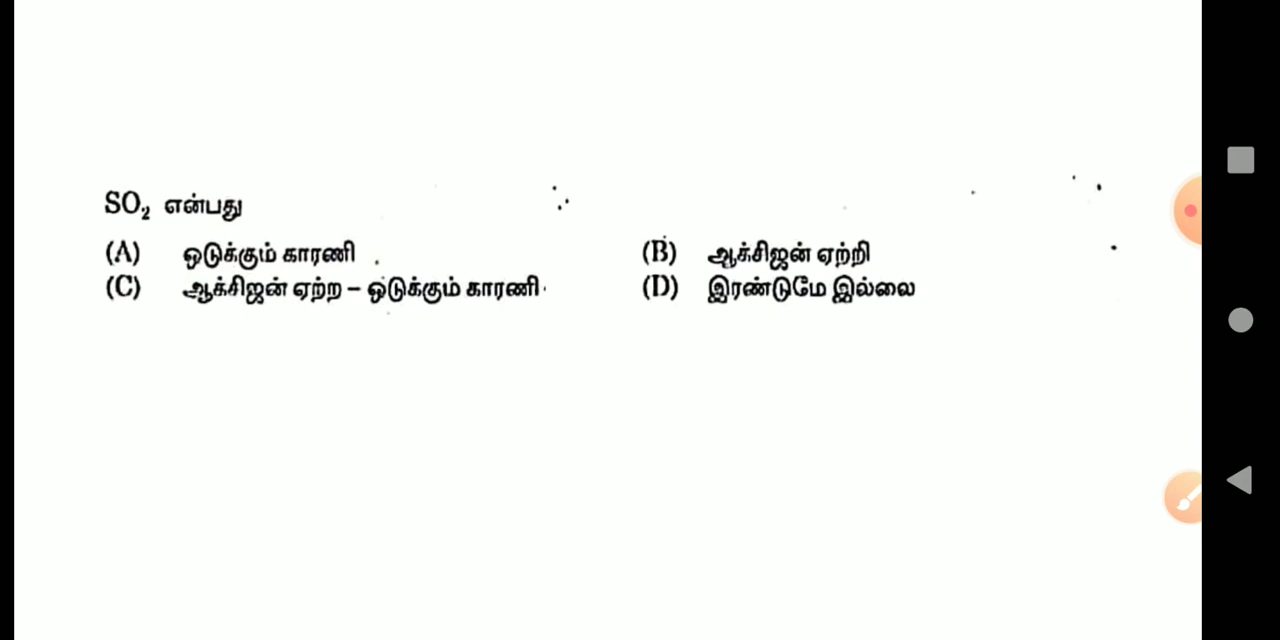 SO₂ என்பது
(A) ஒடுக்கும் காரணி (B) ஆக்சிஜன் ஏற்றி
(C) ஆக்சிஜன் ஏற்ற – ஒடுக்கும் காரணி (D) இரண்டுமே இல்லை